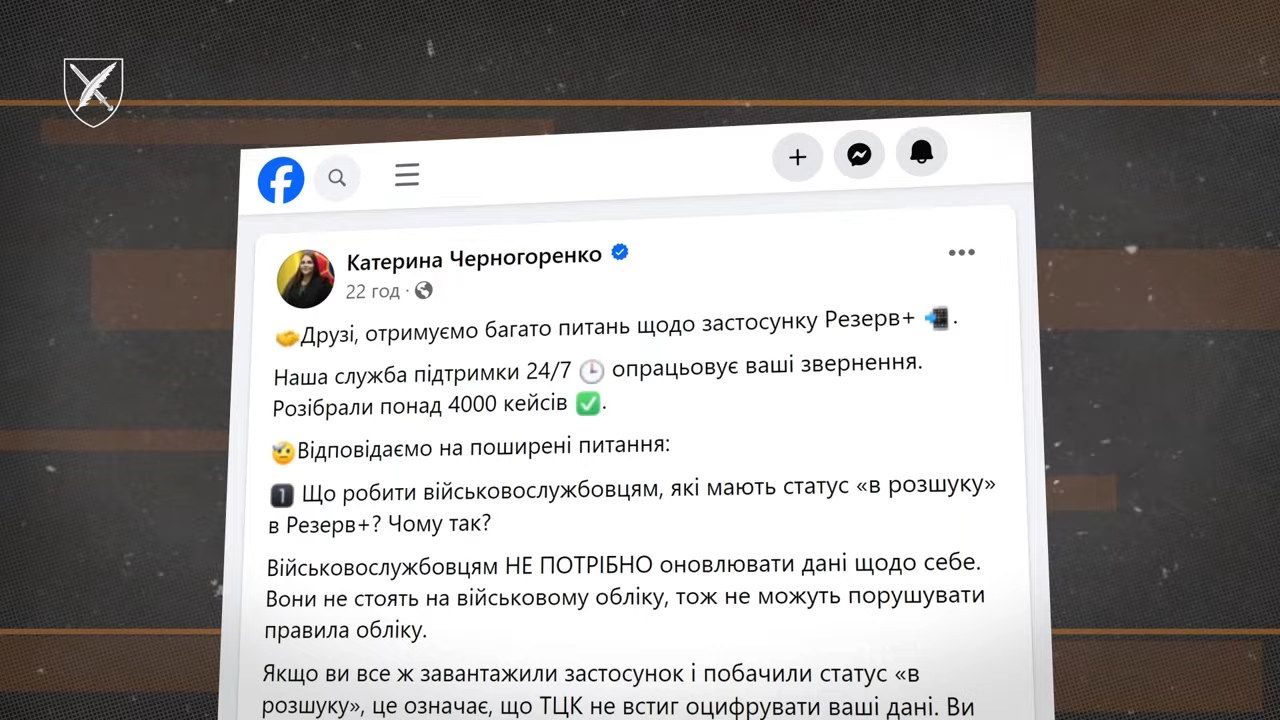 Катерина Черногоренко
22 год ·
🤝Друзі, отримуємо багато питань щодо застосунку Резерв+ 📲.
Наша служба підтримки 24/7 🕒 опрацьовує ваші звернення.
Розібрали понад 4000 кейсів ✅.
🤕Відповідаємо на поширені питання:
1️⃣ Що робити військовослужбовцям, які мають статус «в розшуку»
в Резерв+? Чому так?
Військовослужбовцям НЕ ПОТРІБНО оновлювати дані щодо себе.
Вони не стоять на військовому обліку, тож не можуть порушувати
правила обліку.
Якщо ви все ж завантажили застосунок і побачили статус «в
розшуку», це означає, що ТЦК не встиг оцифрувати ваші дані. Ви